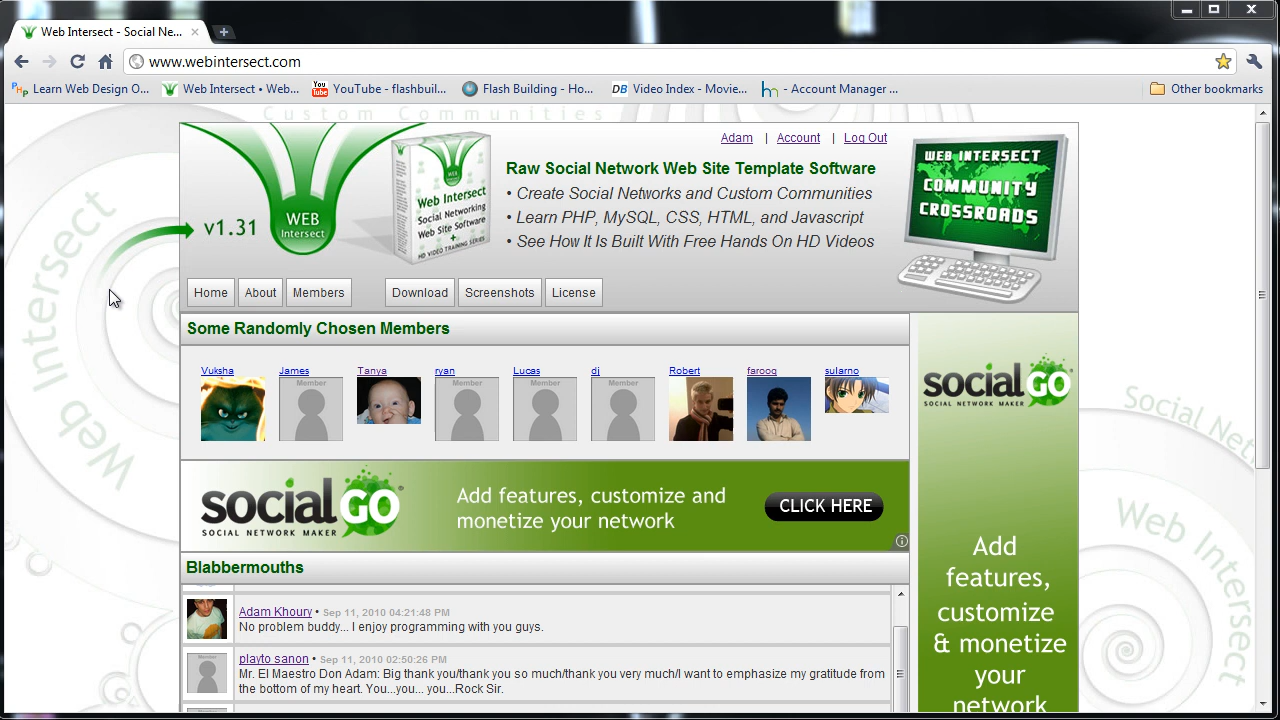 Web Intersect - Social Ne...
www.webintersect.com
Learn Web Design O...
Web Intersect • Web...
YouTube - flashbuil...
Flash Building - Ho...
DB Video Index - Movie...
- Account Manager ...
Other bookmarks
Custom Communities
Adam | Account | Log Out
Raw Social Network Web Site Template Software
• Create Social Networks and Custom Communities
• Learn PHP, MySQL, CSS, HTML, and Javascript
• See How It Is Built With Free Hands On HD Videos
v1.31
WEB
Intersect
Web Intersect
Social Networking
Web Site Software
+
HD VIDEO TRAINING SERIES
WEB INTERSECT
COMMUNITY
CROSSROADS
Home
About
Members
Download
Screenshots
License
Some Randomly Chosen Members
Vuksha
James
Tanya
ryan
Lucas
dj
Robert
farooq
sularno
Member
Member
Member
Member
socialGO
SOCIAL NETWORK MAKER
Add features, customize and
monetize your network
CLICK HERE
Blabbermouths
Adam Khoury • Sep 11, 2010 04:21:48 PM
No problem buddy... I enjoy programming with you guys.
playto sanon • Sep 11, 2010 02:50:26 PM
Mr. El Maestro Don Adam: Big thank you/thank you so much/thank you very much/I want to emphasize my gratitude from
the bottom of my heart. You...you... you...Rock Sir.
socialGO
SOCIAL NETWORK MAKER
Add
features,
customize
& monetize
your
network
Web Intersect
Social Net
Web Intersect